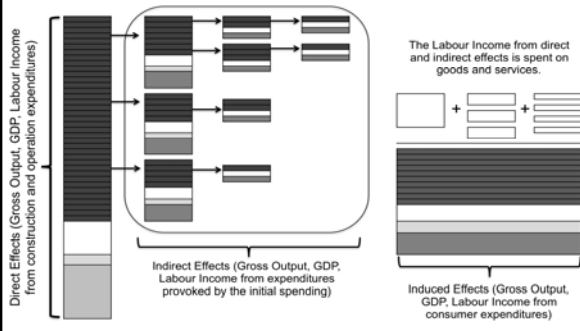 Direct Effects (Gross Output, GDP, Labour Income
from construction and operation expenditures)
Indirect Effects (Gross Output, GDP,
Labour Income from expenditures
provoked by the initial spending)
The Labour Income from direct
and indirect effects is spent on
goods and services.
+ +
Induced Effects (Gross Output,
GDP, Labour Income from
consumer expenditures)